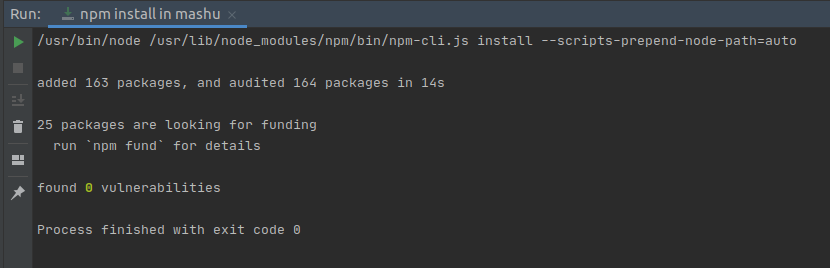 Run: npm install in mashu
/usr/bin/node /usr/lib/node_modules/npm/bin/npm-cli.js install --scripts-prepend-node-path=auto
added 163 packages, and audited 164 packages in 14s
25 packages are looking for funding
run `npm fund` for details
found 0 vulnerabilities
Process finished with exit code 0